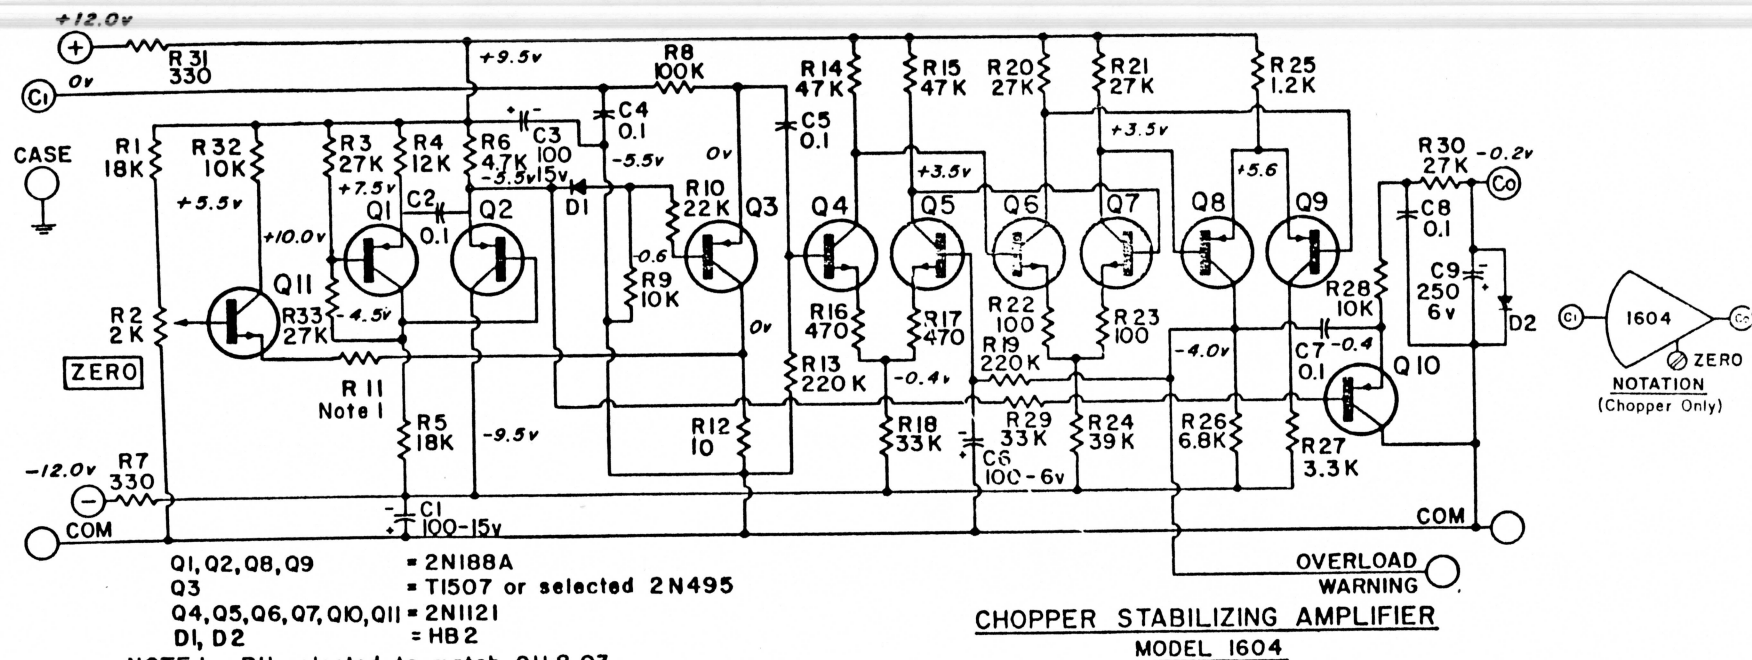 +12.0v
+
R31
330
+9.5v
R8
100K
R14
47K
R15
47K
R20
27K
R21
27K
R25
1.2K
C1
0v
C4
0.1
C5
0.1
+3.5v
CASE
R1
18K
R32
10K
R3
27K
R4
12K
R6
4.7K
+ -
C3
100
15v
-5.5v
0v
R30
27K
-0.2v
Co
+5.5v
+7.5v
C2
0.1
-5.5v
D1
R10
22K
+3.5v
+5.6
C8
0.1
Q1
Q2
Q3
Q4
Q5
Q6
Q7
Q8
Q9
+10.0v
-0.6
R9
10K
C9
250
6v
-
+
D2
Q11
R2
2K
R33
27K
-4.5v
0v
R16
470
R17
470
R22
100
R23
100
R28
10K
C7
0.1
-0.4
Q10
-4.0v
ZERO
R11
Note 1
R13
220K
-0.4v
R19
220K
R5
18K
-9.5v
R12
10
R18
33K
R29
33K
R24
39K
R26
6.8K
R27
3.3K
C6
100-6v
-
+
-12.0v
R7
330
-
C1
100-15v
-
+
COM
COM
OVERLOAD
WARNING
C1
1604
Co
ZERO
NOTATION
(Chopper Only)
Q1, Q2, Q8, Q9 = 2N188A
Q3 = T1507 or selected 2N495
Q4, Q5, Q6, Q7, Q10, Q11 = 2N1121
D1, D2 = HB2
CHOPPER STABILIZING AMPLIFIER
MODEL 1604